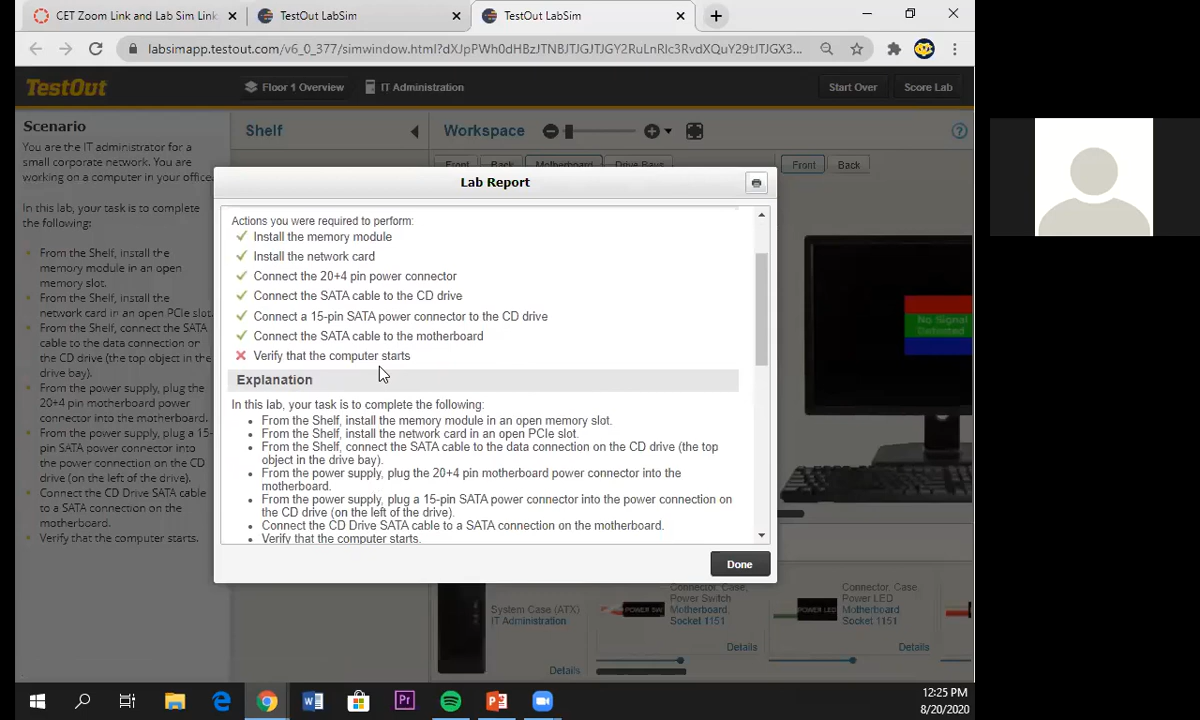 CET Zoom Link and Lab Sim Link
TestOut LabSim
TestOut LabSim
labsimapp.testout.com/v6_0_377/simwindow.html?dXJpPWh0dHBzJTNBJTJGJTJGY2RuLnRlc3RvdXQuY29tJTJGX3...
TestOut
Floor 1 Overview
IT Administration
Start Over
Score Lab
Scenario
You are the IT administrator for a
small corporate network. You are
working on a computer in your office.
In this lab, your task is to complete
the following:
From the Shelf, install the
memory module in an open
memory slot.
From the Shelf, install the
network card in an open PCIe slot.
From the Shelf, connect the SATA
cable to the data connection on
the CD drive (the top object in the
drive bay).
From the power supply, plug the
20+4 pin motherboard power
connector into the motherboard.
From the power supply, plug a 15-
pin SATA power connector into
the power connection on the CD
drive (on the left of the drive).
Connect the CD Drive SATA cable
to a SATA connection on the
motherboard.
Verify that the computer starts.
Shelf
Workspace
Front
Back
Motherboard
Drive Bays
Front
Back
Lab Report
Actions you were required to perform:
Install the memory module
Install the network card
Connect the 20+4 pin power connector
Connect the SATA cable to the CD drive
Connect a 15-pin SATA power connector to the CD drive
Connect the SATA cable to the motherboard
Verify that the computer starts
Explanation
In this lab, your task is to complete the following:
From the Shelf, install the memory module in an open memory slot.
From the Shelf, install the network card in an open PCIe slot.
From the Shelf, connect the SATA cable to the data connection on the CD drive (the top
object in the drive bay).
From the power supply, plug the 20+4 pin motherboard power connector into the
motherboard.
From the power supply, plug a 15-pin SATA power connector into the power connection on
the CD drive (on the left of the drive).
Connect the CD Drive SATA cable to a SATA connection on the motherboard.
Verify that the computer starts.
Done
No Signal
Detected
System Case (ATX)
IT Administration
Details
Connector, Case,
Power Switch
Motherboard,
Socket 1151
POWER SW
Details
Connector, Case,
Power LED
Motherboard,
Socket 1151
POWER LED
Details
12:25 PM
8/20/2020